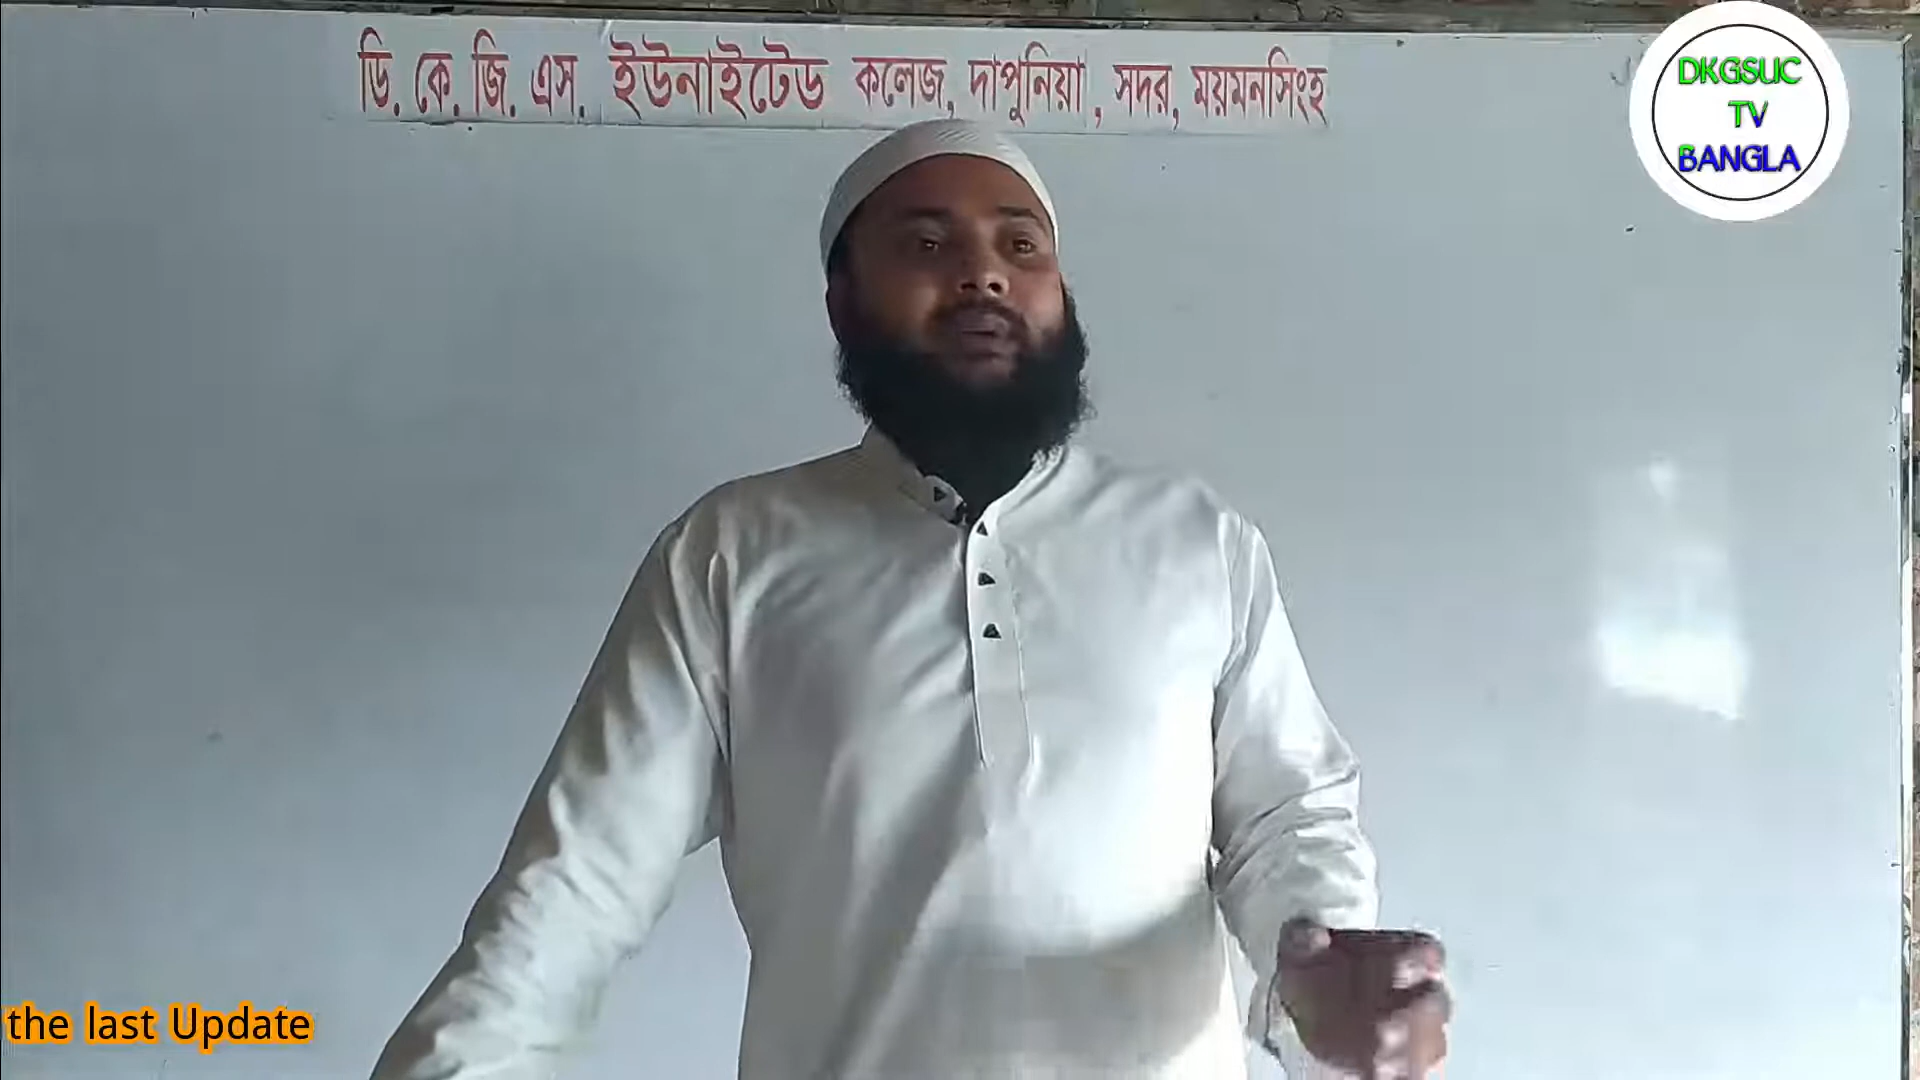 ডি. কে. জি. এস. ইউনাইটেড কলেজ, দাপুনিয়া, সদর, ময়মনসিংহ
DKGSUC
TV
BANGLA
the last Update